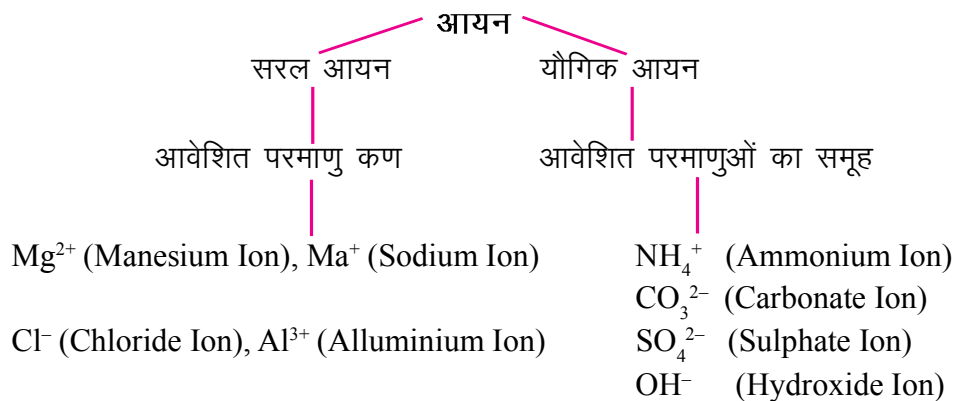 आयन
सरल आयन यौगिक आयन
आवेशित परमाणु कण आवेशित परमाणुओं का समूह
Mg²⁺ (Manesium Ion), Ma⁺ (Sodium Ion) NH₄⁺ (Ammonium Ion)
CO₃²⁻ (Carbonate Ion)
Cl⁻ (Chloride Ion), Al³⁺ (Alluminium Ion) SO₄²⁻ (Sulphate Ion)
OH⁻ (Hydroxide Ion)